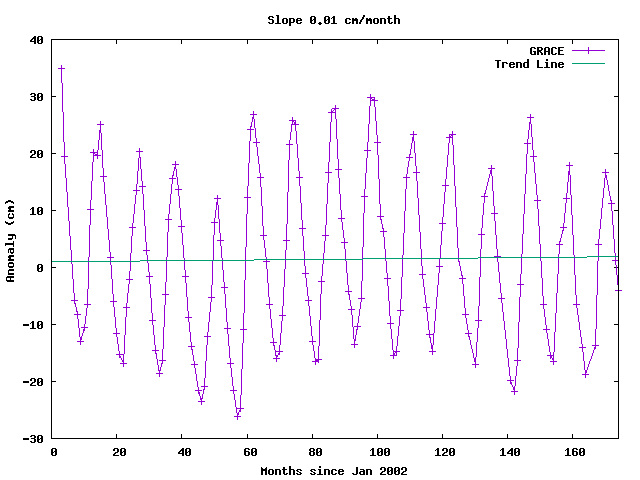 Slope 0.01 cm/month
GRACE
Trend Line
40
30
20
10
0
-10
-20
-30
Anomaly (cm)
0 20 40 60 80 100 120 140 160
Months since Jan 2002